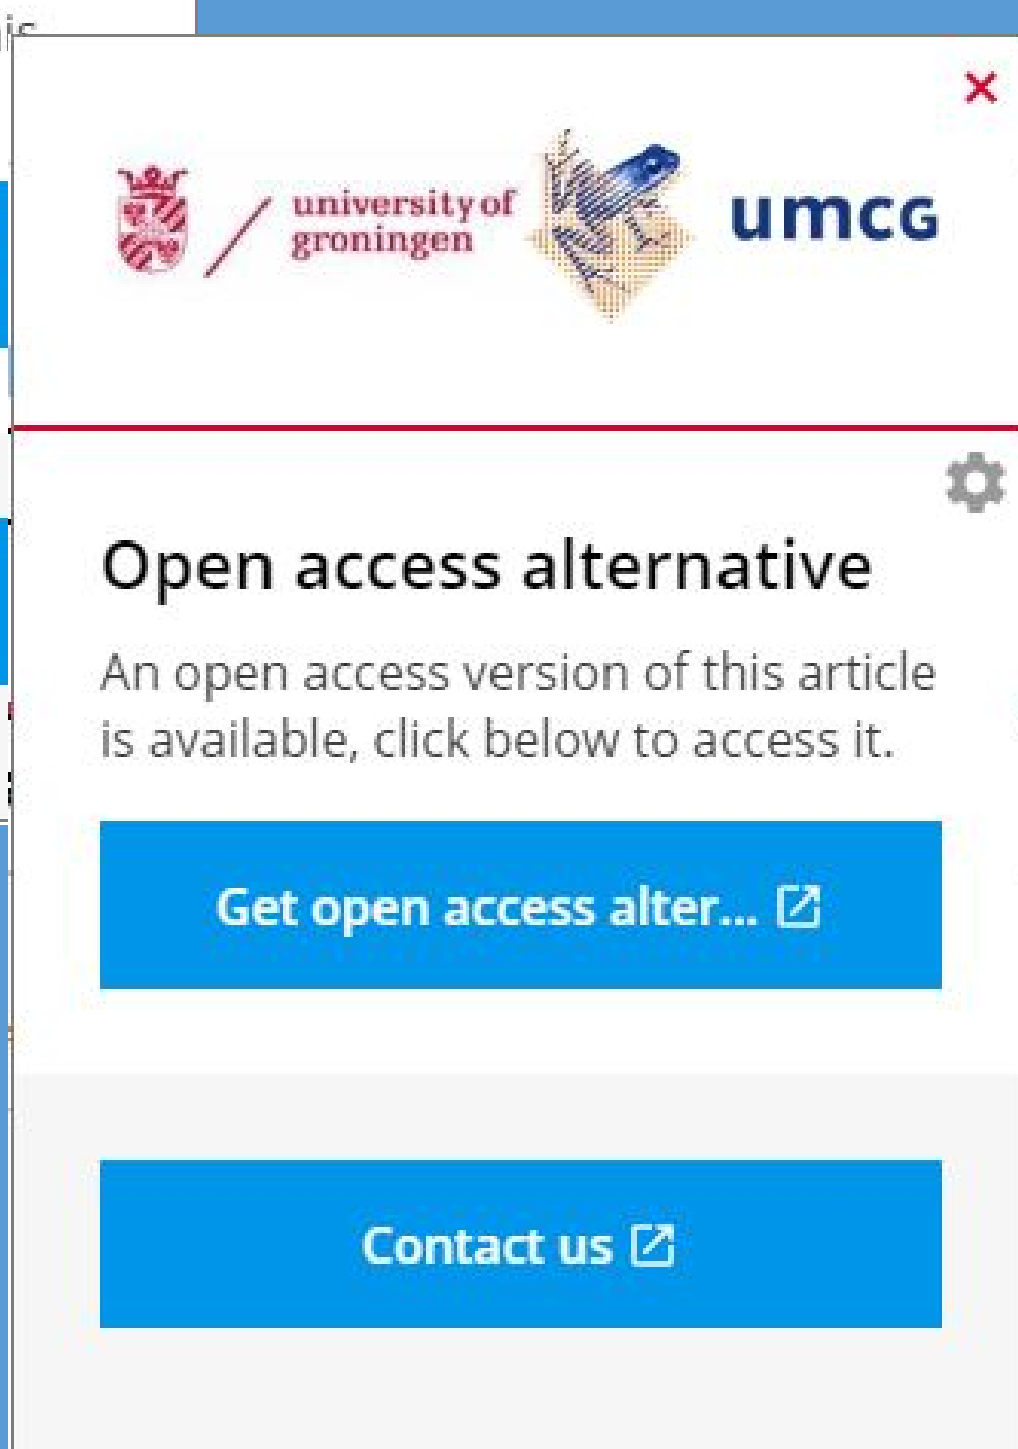 university of
groningen
umcG
Open access alternative
An open access version of this article
is available, click below to access it.
Get open access alter...
Contact us